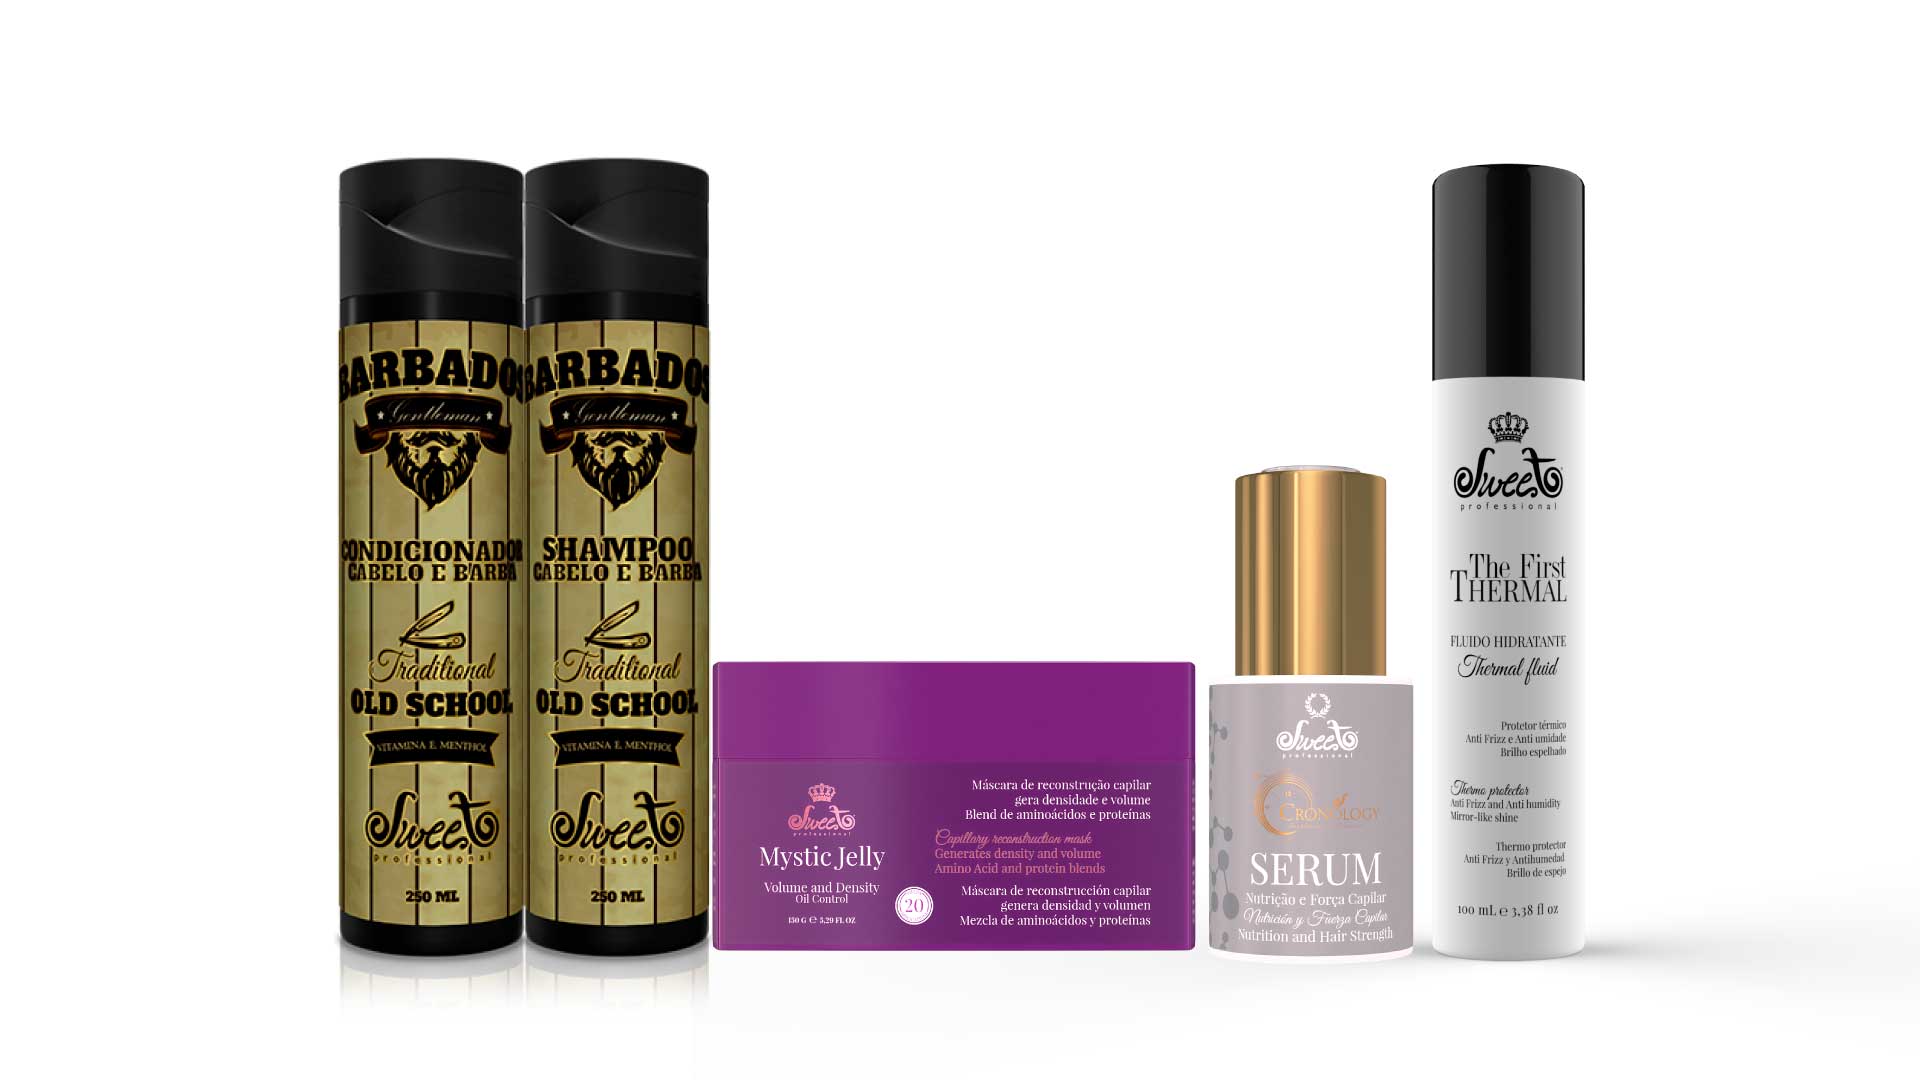 BARBADOS
Gentleman
CONDICIONADOR
CABELO E BARBA
Traditional
OLD SCHOOL
VITAMINA E, MENTHOL
Sweet
professional
250 ML
BARBADOS
Gentleman
SHAMPOO
CABELO E BARBA
Traditional
OLD SCHOOL
VITAMINA E, MENTHOL
Sweet
professional
250 ML
Sweet
professional
Mystic Jelly
Volume and Density
Oil Control
150 G e 5,29 FL OZ
20
Máscara de reconstrução capilar
gera densidade e volume
Blend de aminoácidos e proteínas
Capillary reconstruction mask
Generates density and volume
Amino Acid and protein blends
Máscara de reconstrucción capilar
genera densidad y volumen
Mezcla de aminoácidos y proteínas
Sweet
professional
CRONOLOGY
SERUM
Nutrição e Força Capilar
Nutrición y Fuerza Capilar
Nutrition and Hair Strength
Sweet
professional
The First
THERMAL
FLUIDO HIDRATANTE
Thermal fluid
Protetor térmico
Anti Frizz e Anti umidade
Brilho espelhado
Thermo protector
Anti Frizz and Anti humidity
Mirror-like shine
Thermo protector
Anti Frizz y Antihumedad
Brillo de espejo
100 mL e 3,38 fl oz